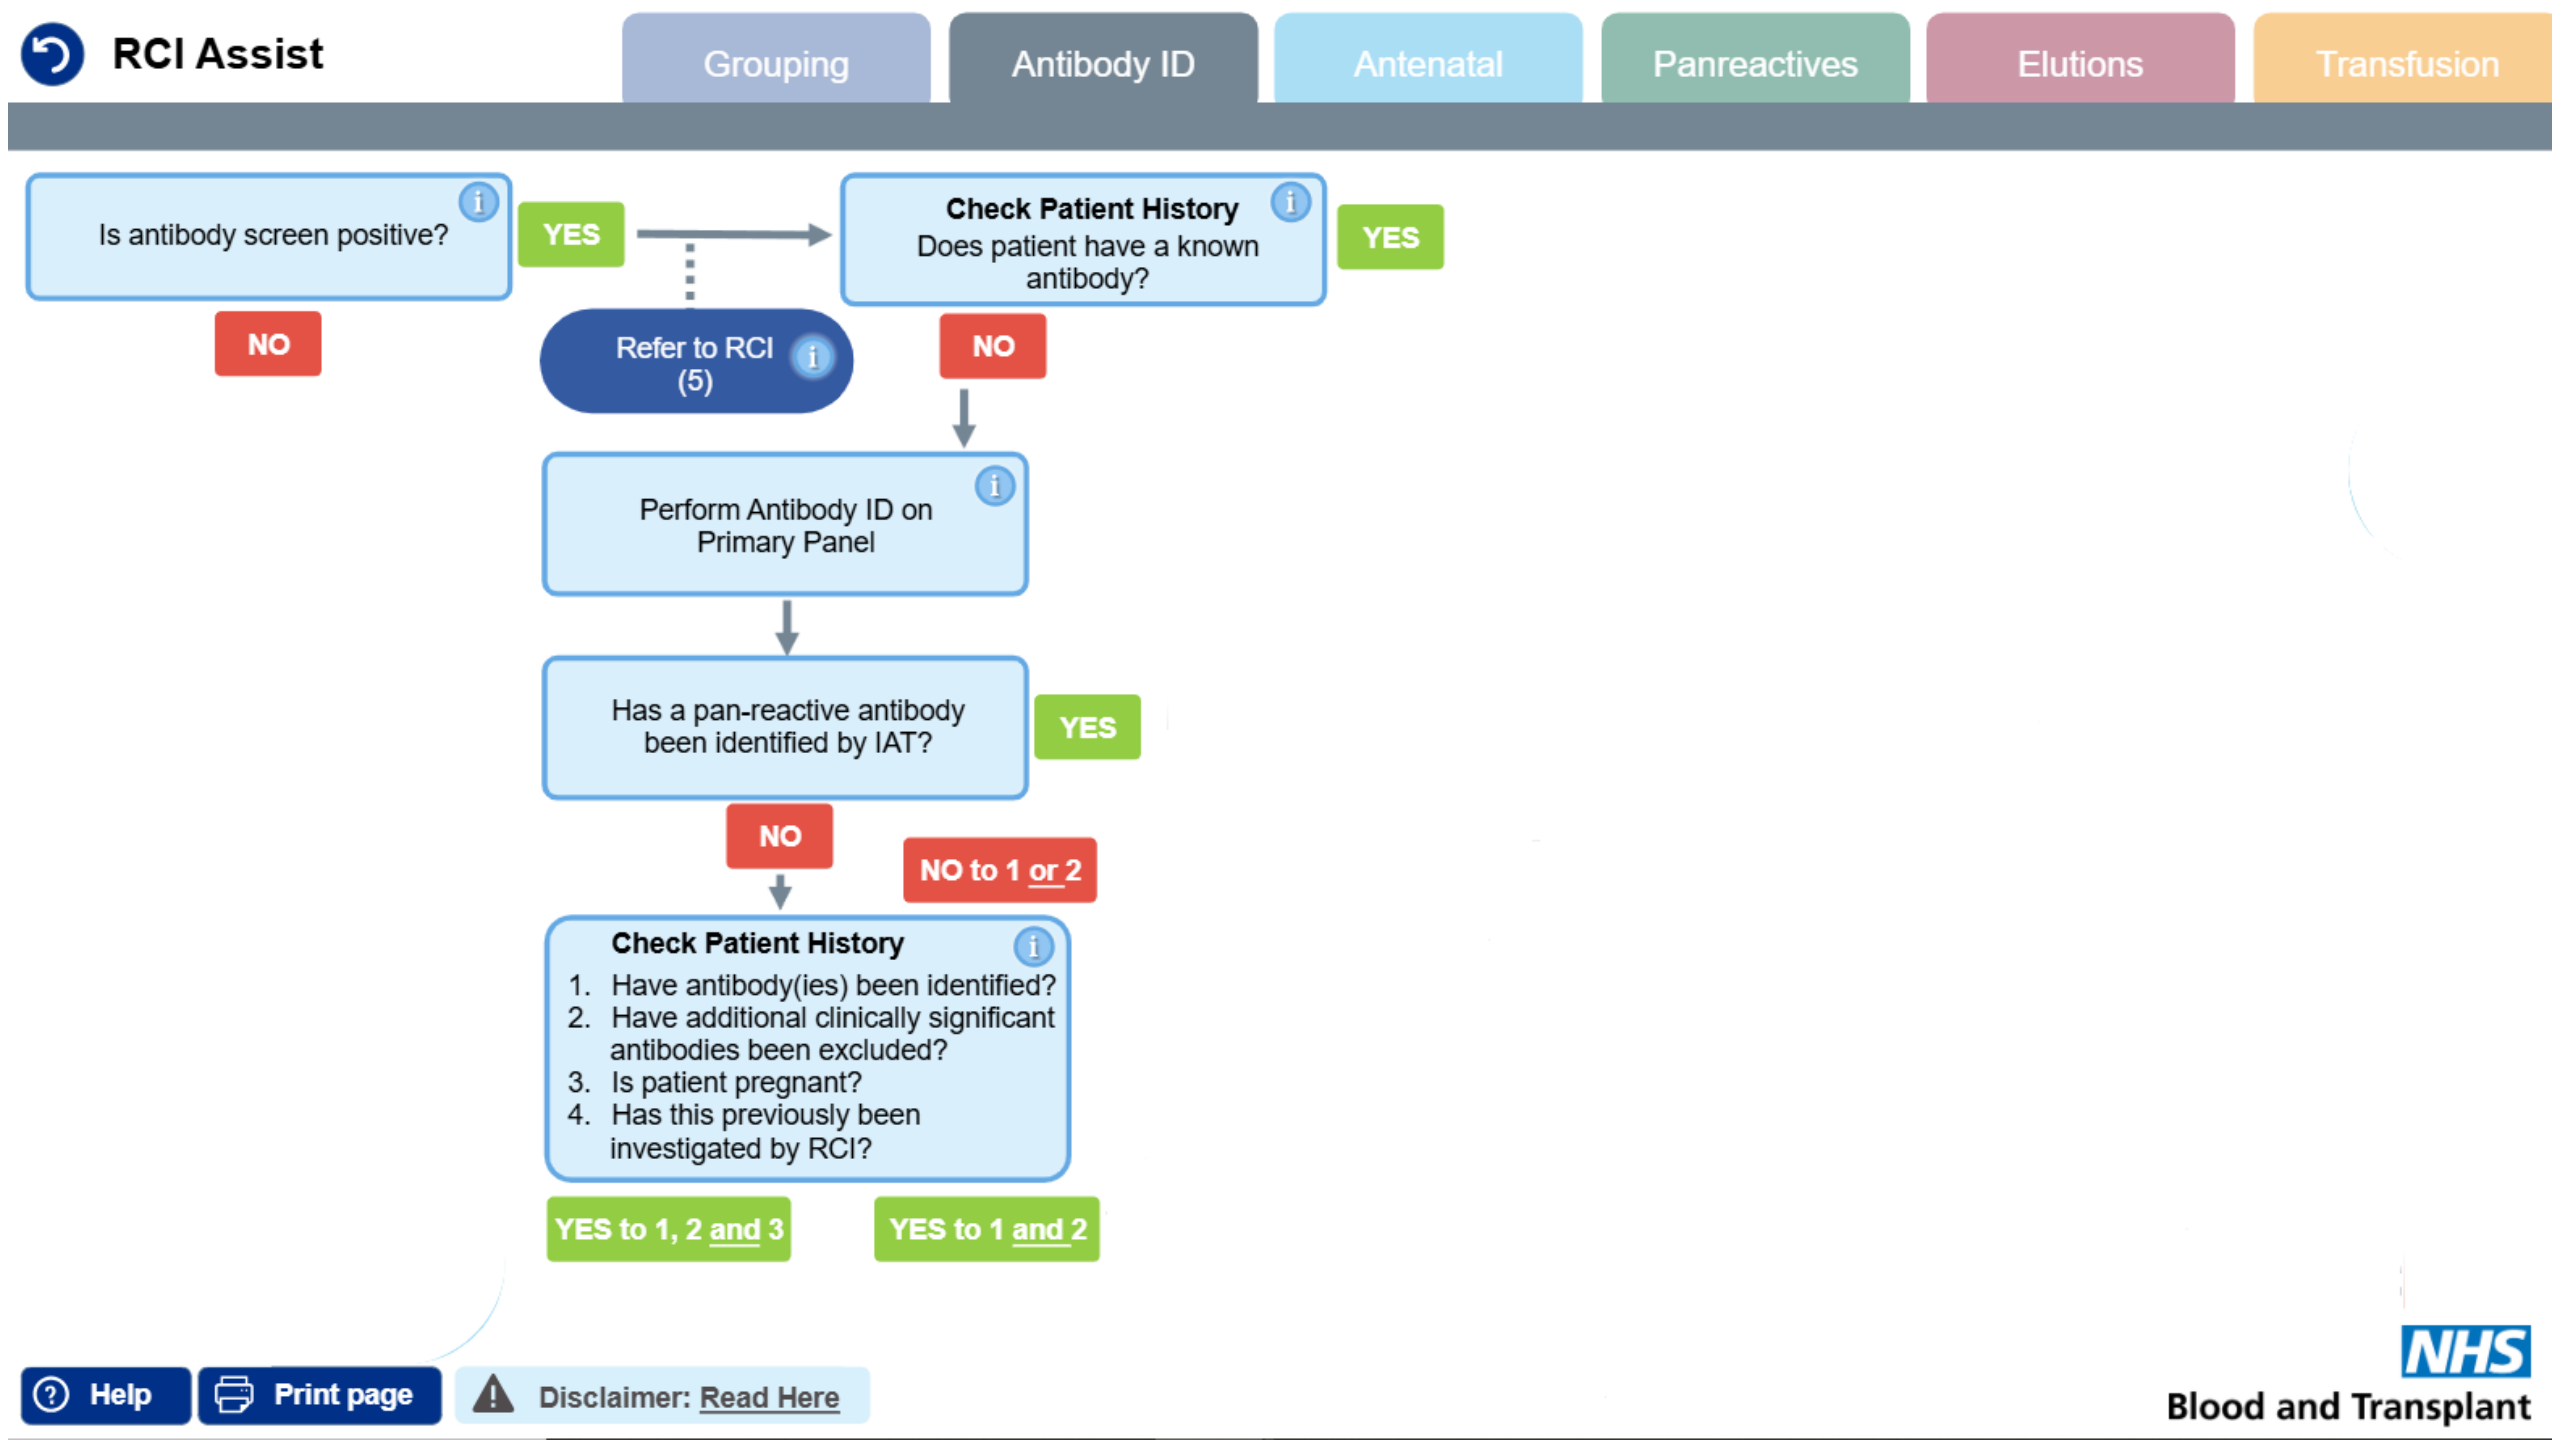 RCI Assist
Grouping
Antibody ID
Antenatal
Panreactives
Elutions
Transfusion
Is antibody screen positive?
YES
Check Patient History
Does patient have a known
antibody?
YES
NO
Refer to RCI
(5)
NO
Perform Antibody ID on
Primary Panel
Has a pan-reactive antibody
been identified by IAT?
YES
NO
NO to 1 or 2
Check Patient History
1. Have antibody(ies) been identified?
2. Have additional clinically significant
antibodies been excluded?
3. Is patient pregnant?
4. Has this previously been
investigated by RCI?
YES to 1, 2 and 3
YES to 1 and 2
Help
Print page
Disclaimer: Read Here
NHS
Blood and Transplant